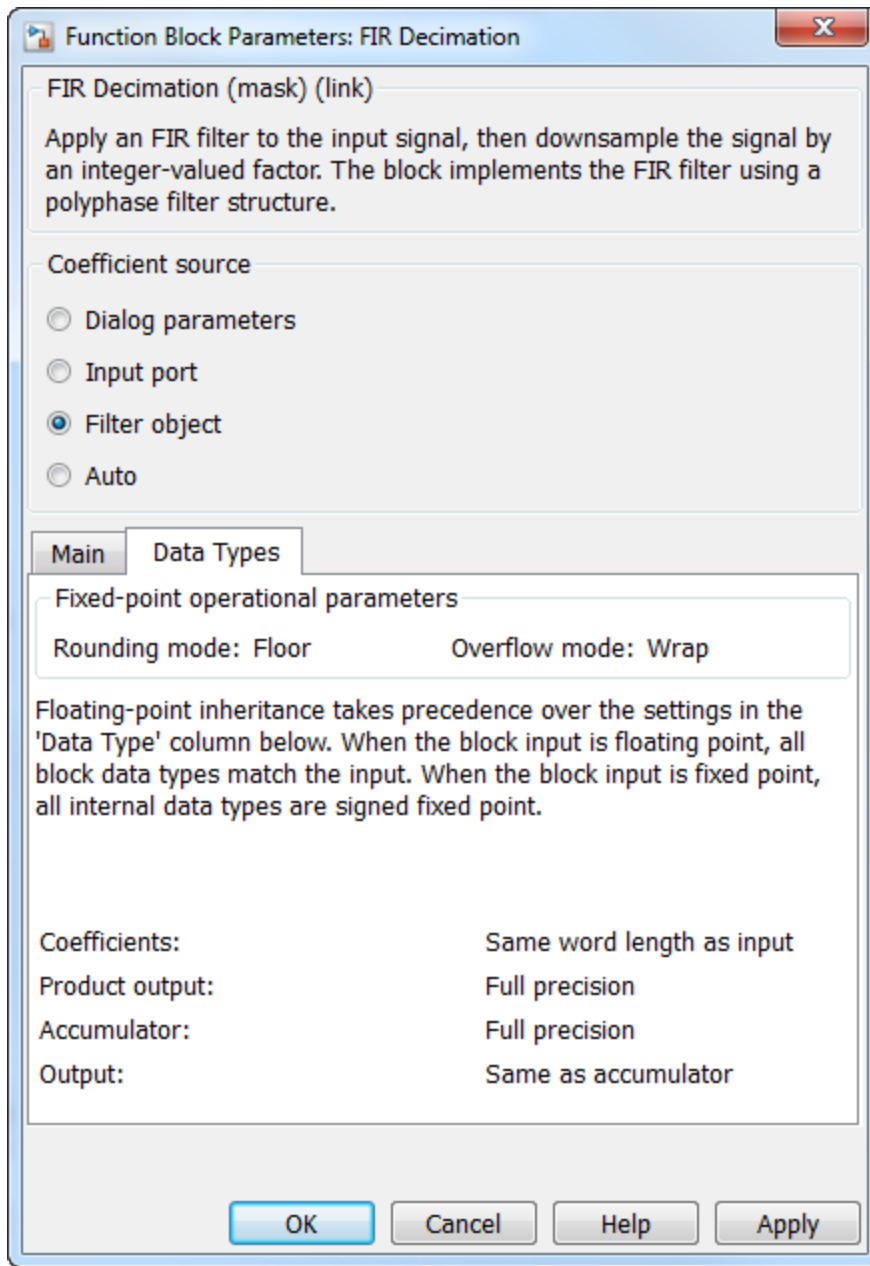 Function Block Parameters: FIR Decimation
FIR Decimation (mask) (link)
Apply an FIR filter to the input signal, then downsample the signal by
an integer-valued factor. The block implements the FIR filter using a
polyphase filter structure.
Coefficient source
Dialog parameters
Input port
Filter object
Auto
Main Data Types
Fixed-point operational parameters
Rounding mode: Floor Overflow mode: Wrap
Floating-point inheritance takes precedence over the settings in the
'Data Type' column below. When the block input is floating point, all
block data types match the input. When the block input is fixed point,
all internal data types are signed fixed point.
Coefficients: Same word length as input
Product output: Full precision
Accumulator: Full precision
Output: Same as accumulator
OK Cancel Help Apply